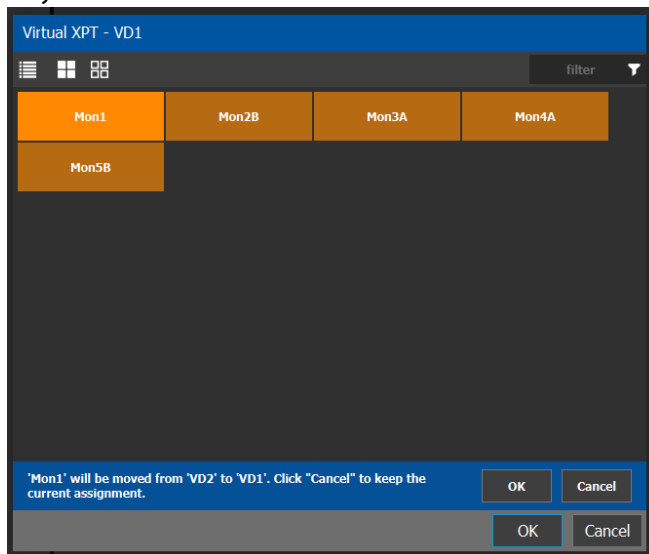 Virtual XPT - VD1
filter
Mon1 Mon2B Mon3A Mon4A
Mon5B
'Mon1' will be moved from 'VD2' to 'VD1'. Click "Cancel" to keep the
current assignment.
OK Cancel
OK Cancel